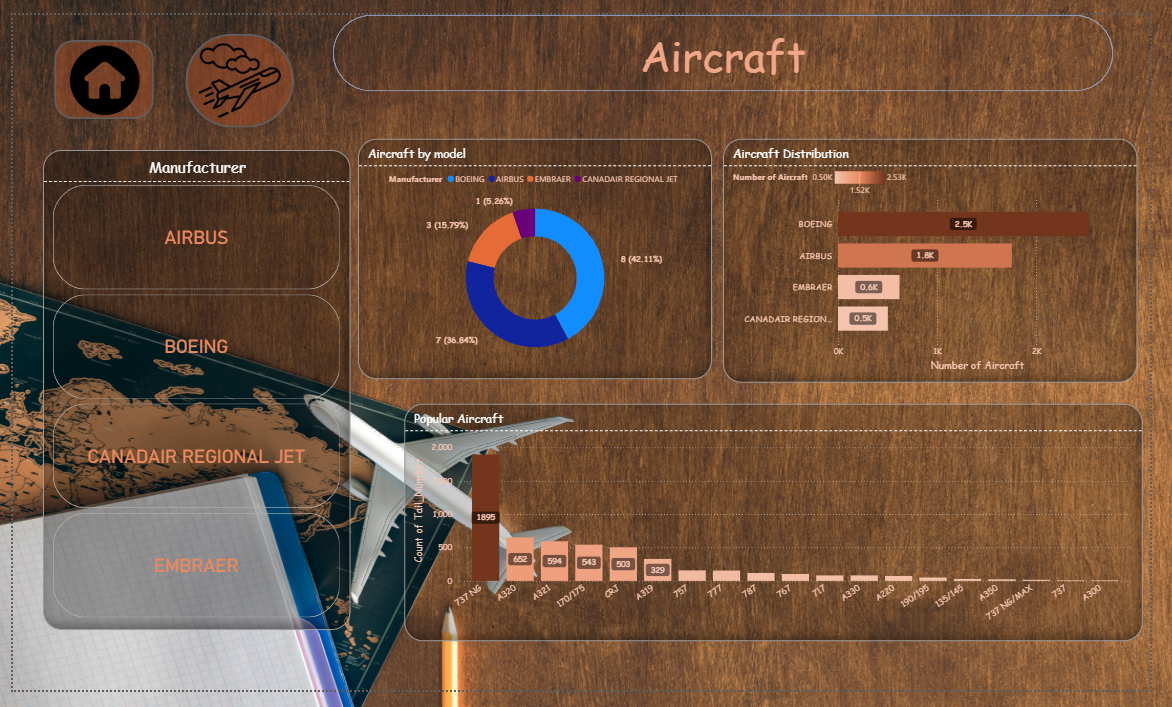 Aircraft
Manufacturer
AIRBUS
BOEING
CANADAIR REGIONAL JET
EMBRAER
Aircraft by model
Manufacturer BOEING AIRBUS EMBRAER CANADAIR REGIONAL JET
1 (5,26%)
3 (15,79%)
8 (42,11%)
7 (36,84%)
Aircraft Distribution
Number of Aircraft 0.50K 2.53K
1.52K
BOEING 2,5K
AIRBUS 1,8K
EMBRAER 0,6K
CANADAIR REGION... 0,5K
0K 1K 2K
Number of Aircraft
Popular Aircraft
Count of
2,000
1,000
500
0
1895
652
594
543
503
329
737 NG
A320
A321
170/175
CRJ
A319
757
777
787
767
717
A330
A220
190/195
135/145
A350
737 NG/MAX
737
A300